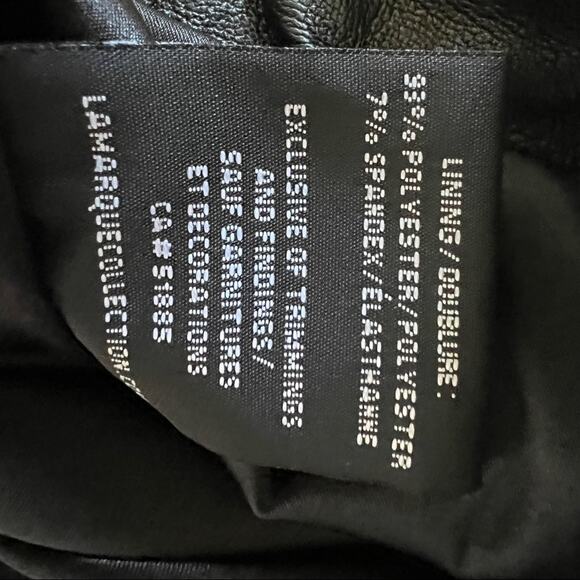 LINING/DOUBLURE:
93% POLYESTER/POLYESTER
7% SPANDEX/ÉLASTHANNE
EXCLUSIVE OF TRIMMINGS
AND FINDINGS/
SAUF GARNITURES
ET DECORATIONS
CA# 51885
LAMARQUECOLLECTION